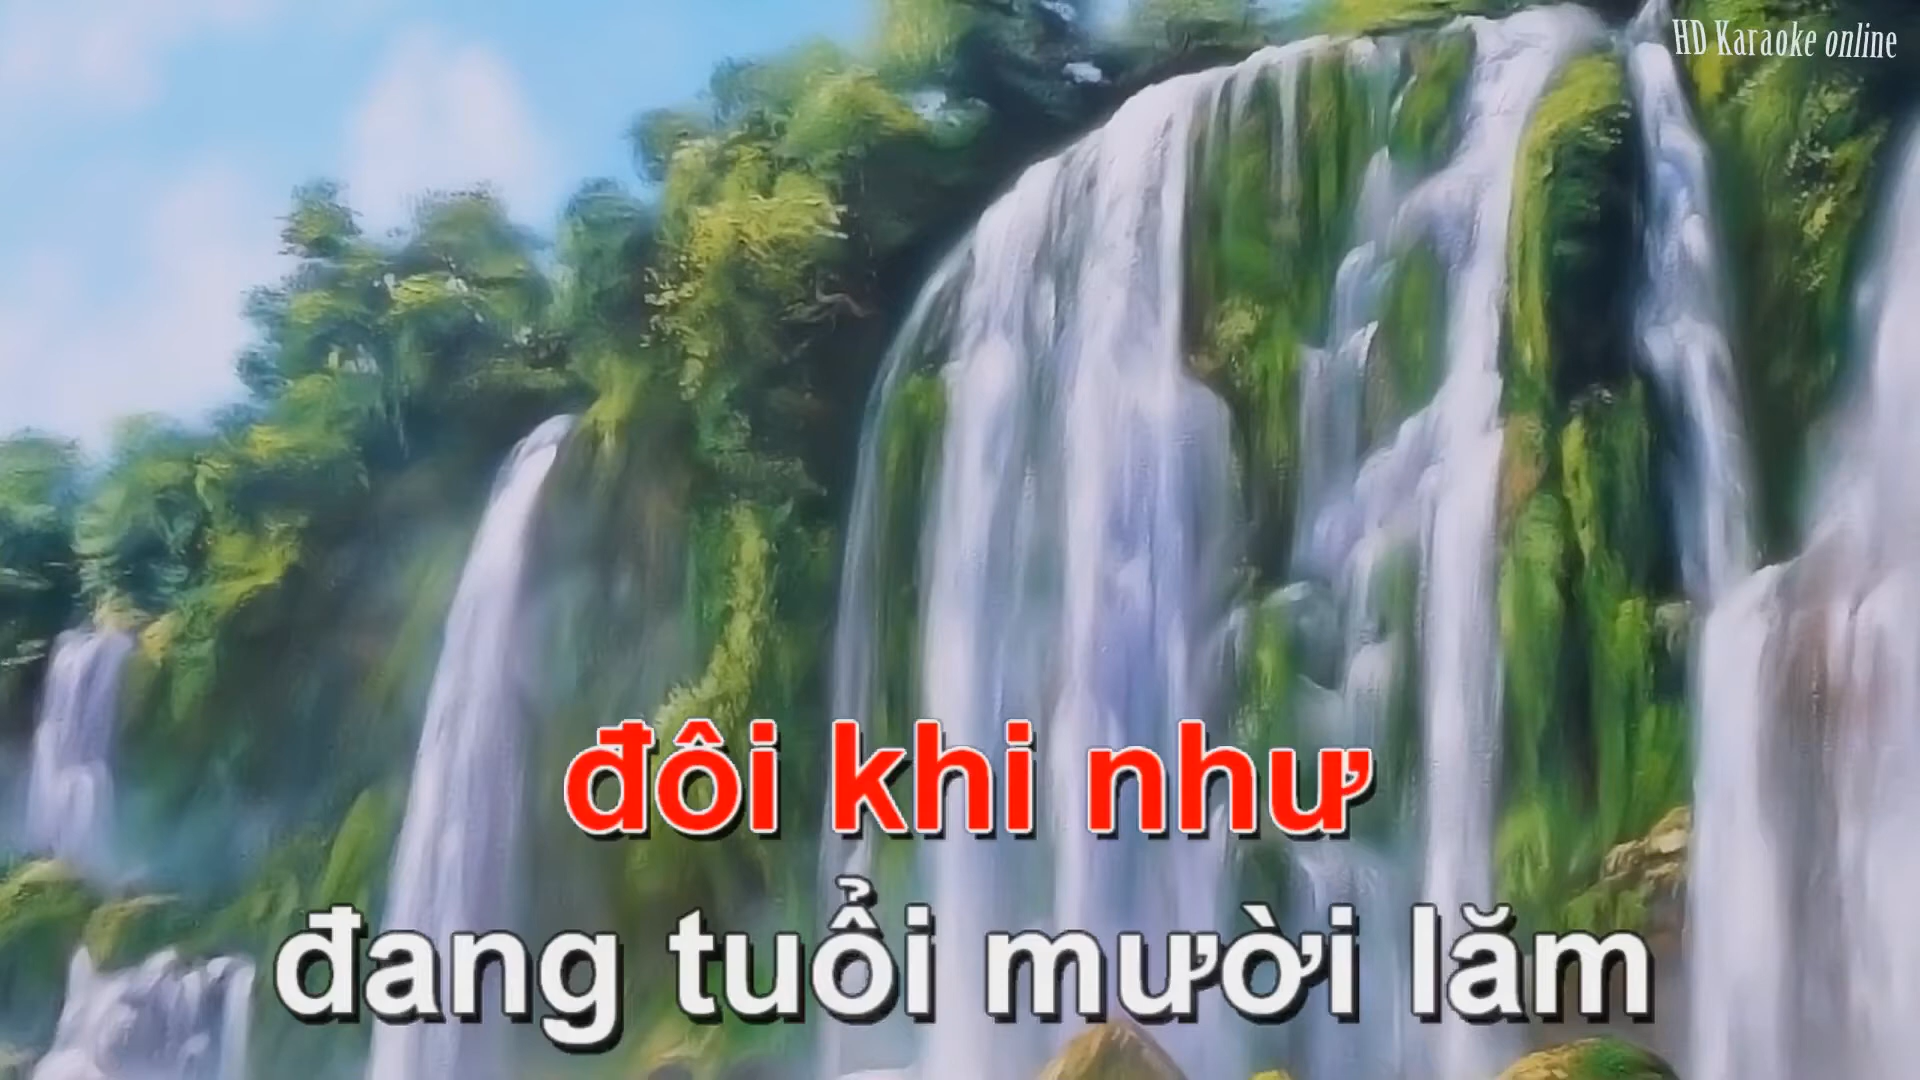 HD Karaoke online
đôi khi như
đang tuổi mười lăm